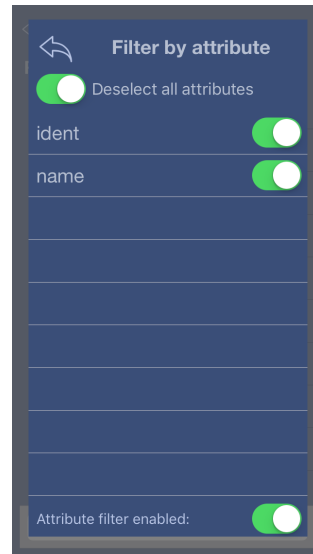 Filter by attribute
Deselect all attributes
ident
name
Attribute filter enabled: